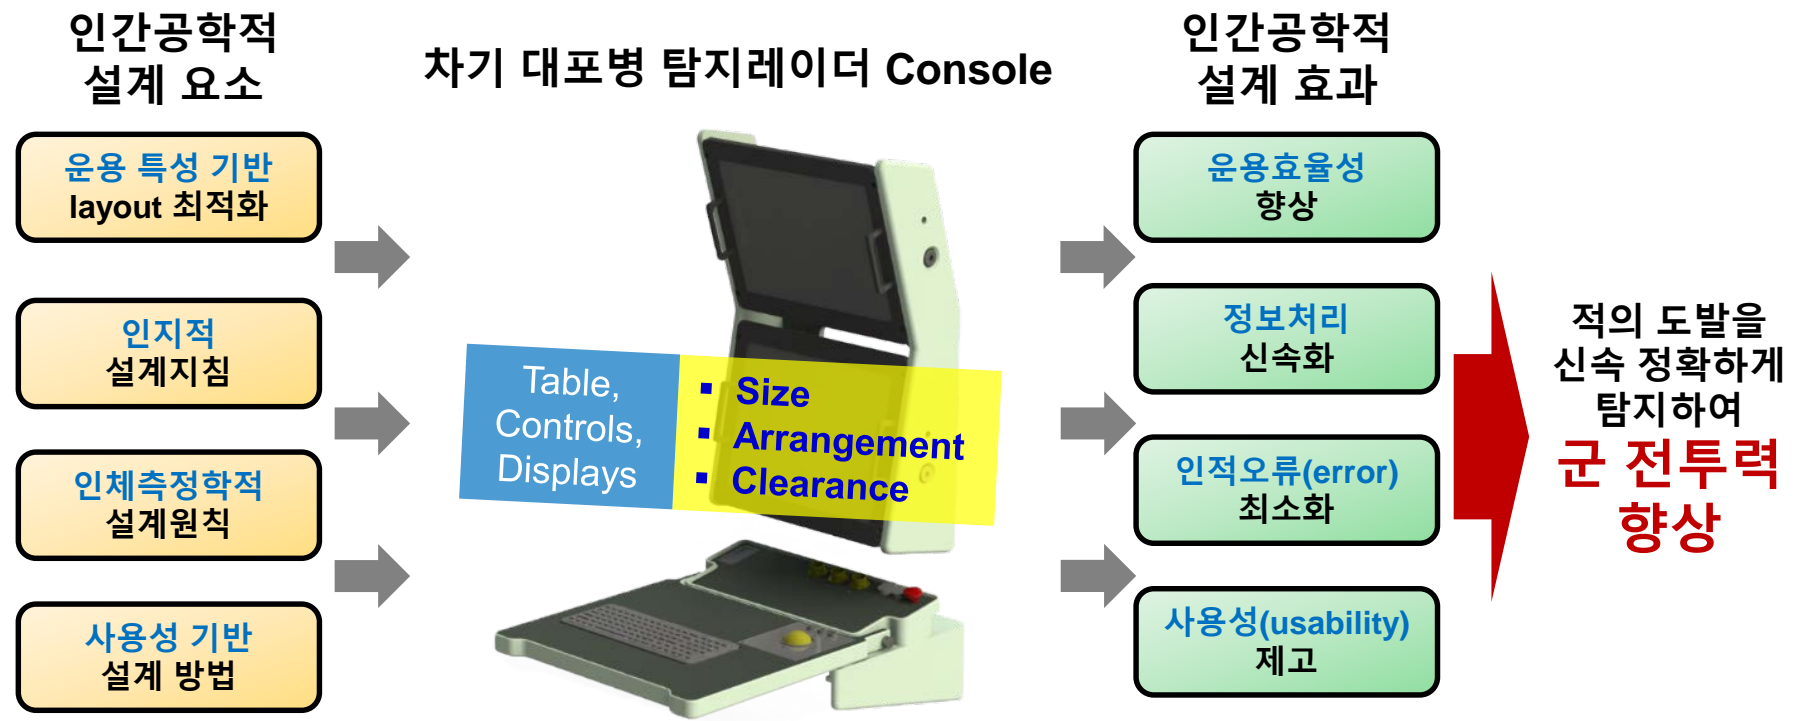 인간공학적
설계 요소
운용 특성 기반
layout 최적화
인지적
설계지침
인체측정학적
설계원칙
사용성 기반
설계 방법
차기 대포병 탐지레이더 Console
Table,
Controls,
Displays
▪ Size
▪ Arrangement
▪ Clearance
인간공학적
설계 효과
운용효율성
향상
정보처리
신속화
인적오류(error)
최소화
사용성(usability)
제고
적의 도발을
신속 정확하게
탐지하여
군 전투력
향상